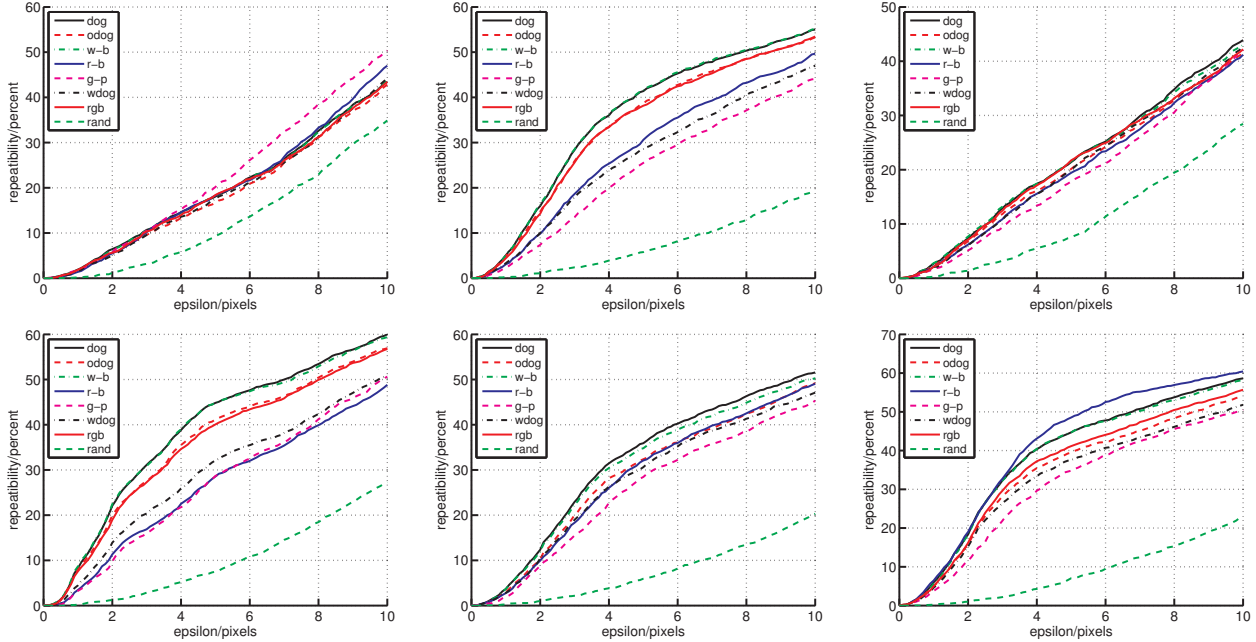 60
50
40
30
20
10
0
repeatibility/percent
dog
odog
w-b
r-b
g-p
wdog
rgb
rand
0 2 4 6 8 10
epsilon/pixels
60
50
40
30
20
10
0
repeatibility/percent
dog
odog
w-b
r-b
g-p
wdog
rgb
rand
0 2 4 6 8 10
epsilon/pixels
50
40
30
20
10
0
repeatibility/percent
dog
odog
w-b
r-b
g-p
wdog
rgb
rand
0 2 4 6 8 10
epsilon/pixels
60
50
40
30
20
10
0
repeatibility/percent
dog
odog
w-b
r-b
g-p
wdog
rgb
rand
0 2 4 6 8 10
epsilon/pixels
60
50
40
30
20
10
0
repeatibility/percent
dog
odog
w-b
r-b
g-p
wdog
rgb
rand
0 2 4 6 8 10
epsilon/pixels
70
60
50
40
30
20
10
0
repeatibility/percent
dog
odog
w-b
r-b
g-p
wdog
rgb
rand
0 2 4 6 8 10
epsilon/pixels